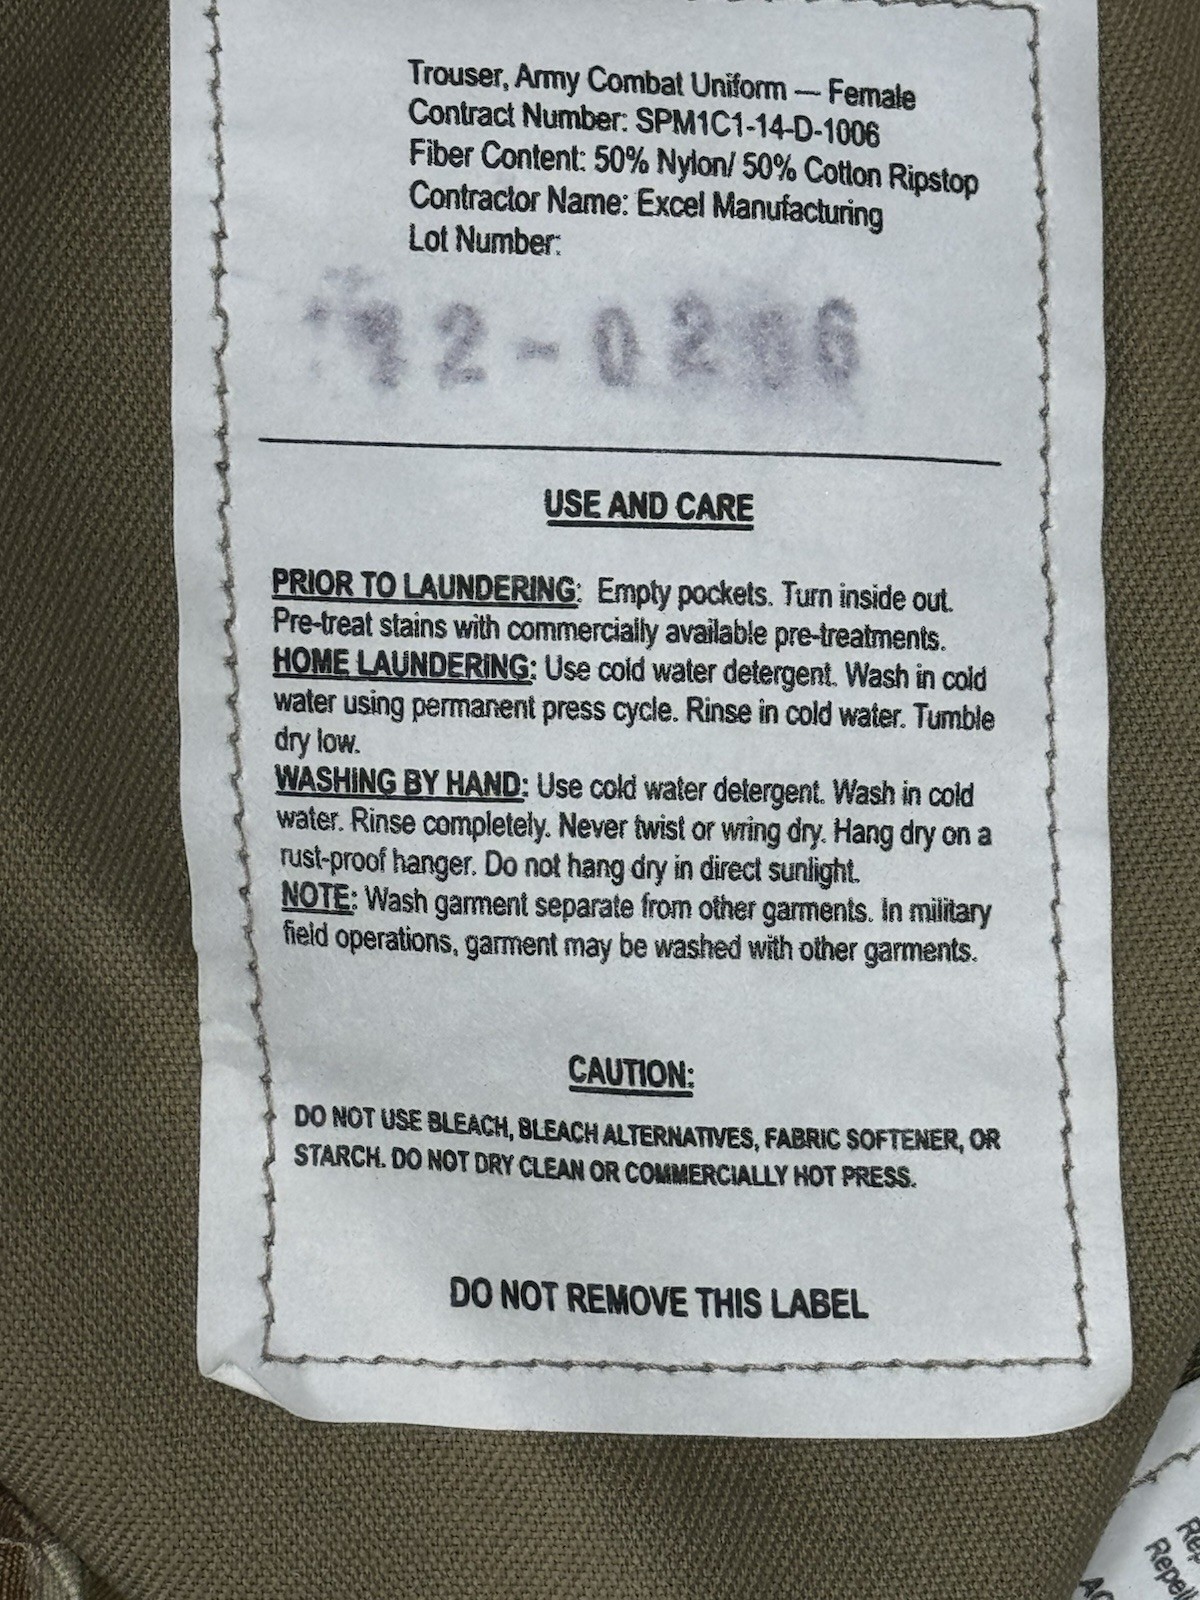 Trouser, Army Combat Uniform — Female
Contract Number: SPM1C1-14-D-1006
Fiber Content: 50% Nylon/ 50% Cotton Ripstop
Contractor Name: Excel Manufacturing
Lot Number:
USE AND CARE
PRIOR TO LAUNDERING: Empty pockets. Turn inside out.
Pre-treat stains with commercially available pre-treatments.
HOME LAUNDERING: Use cold water detergent. Wash in cold
water using permanent press cycle. Rinse in cold water. Tumble
dry low.
WASHING BY HAND: Use cold water detergent. Wash in cold
water. Rinse completely. Never twist or wring dry. Hang dry on a
rust-proof hanger. Do not hang dry in direct sunlight.
NOTE: Wash garment separate from other garments. In military
field operations, garment may be washed with other garments.
CAUTION:
DO NOT USE BLEACH, BLEACH ALTERNATIVES, FABRIC SOFTENER, OR
STARCH. DO NOT DRY CLEAN OR COMMERCIALLY HOT PRESS.
DO NOT REMOVE THIS LABEL